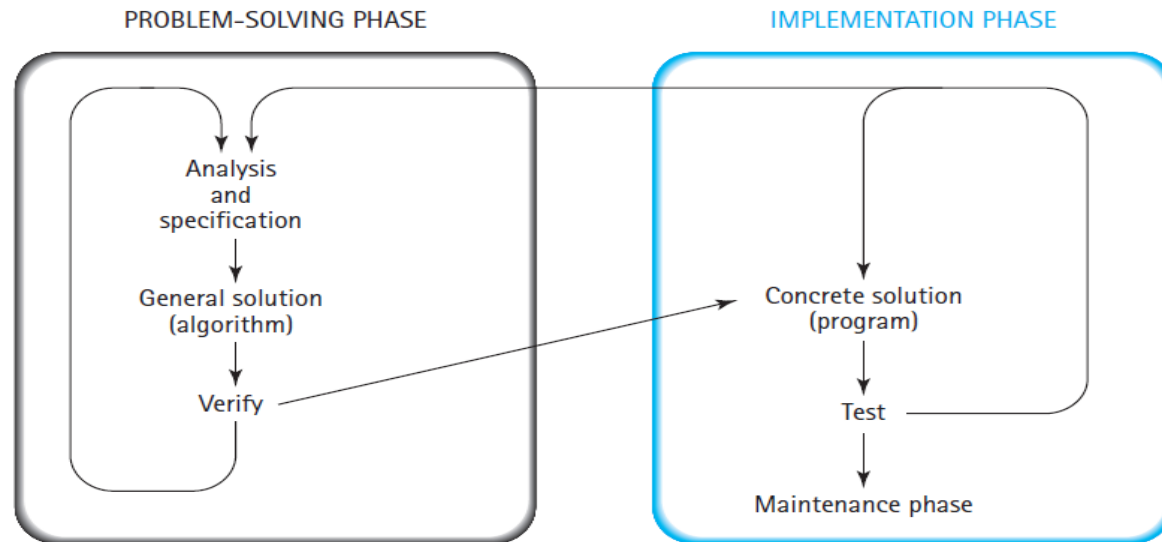 PROBLEM-SOLVING PHASE
IMPLEMENTATION PHASE
Analysis
and
specification
General solution
(algorithm)
Verify
Concrete solution
(program)
Test
Maintenance phase